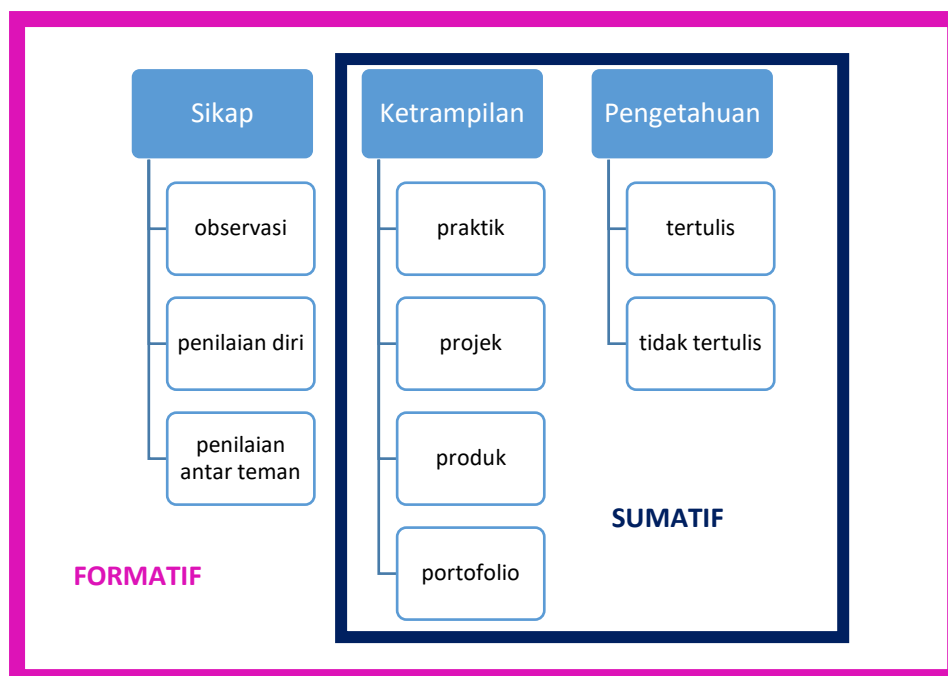 Sikap
observasi
penilaian diri
penilaian
antar teman
Ketrampilan
praktik
projek
produk
portofolio
Pengetahuan
tertulis
tidak tertulis
SUMATIF
FORMATIF